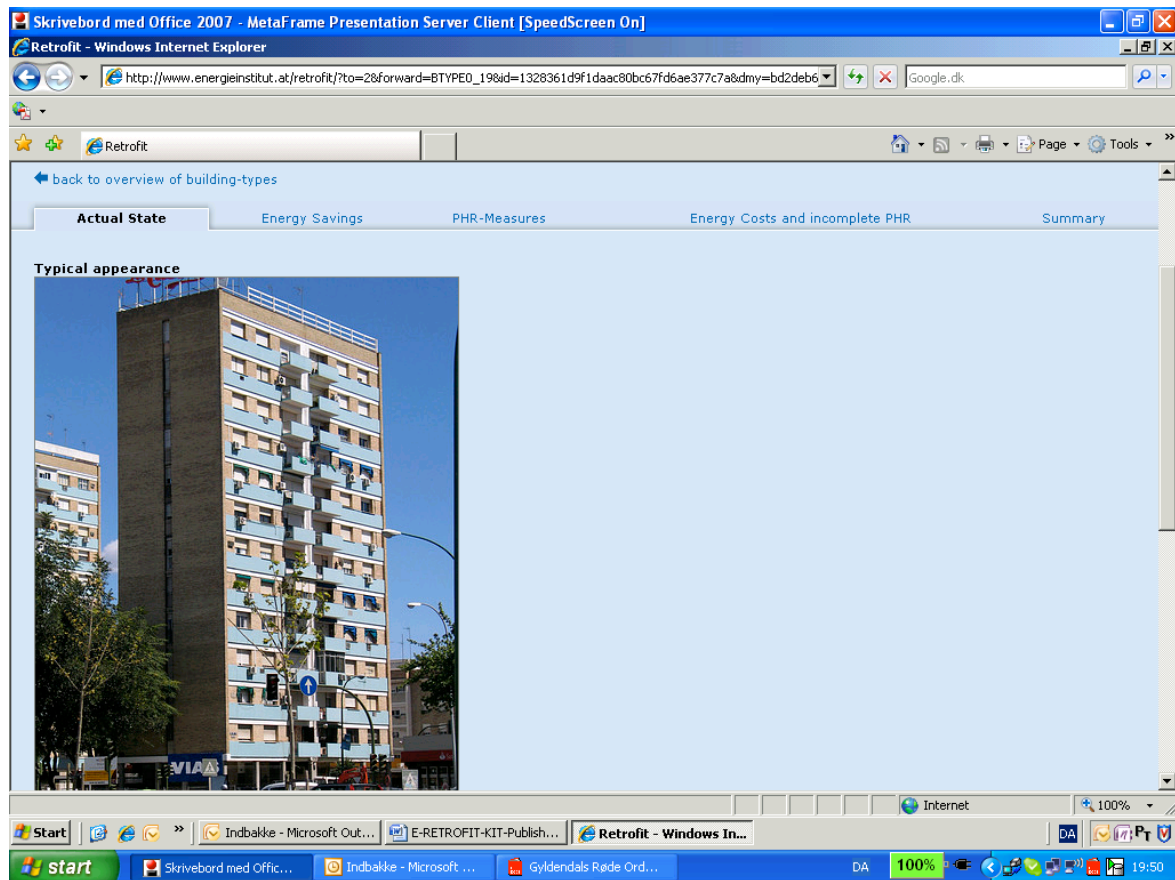 Skrivebord med Office 2007 - MetaFrame Presentation Server Client [SpeedScreen On]
Retrofit - Windows Internet Explorer
http://www.energieinstitut.at/retrofit/?to=2&forward=BTYPE0_19&id=1328361d9f1daac80bc67fd6ae377c7a&dmy=bd2deb6
Google.dk
Retrofit
Page
Tools
back to overview of building-types
Actual State Energy Savings PHR-Measures Energy Costs and incomplete PHR Summary
Typical appearance
VIAS
Internet 100%
Start Indbakke - Microsoft Out... E-RETROFIT-KIT-Publish... Retrofit - Windows In... DA
start Skrivebord med Offic... Indbakke - Microsoft ... Gyldendals Røde Ord... DA 100% 19:50